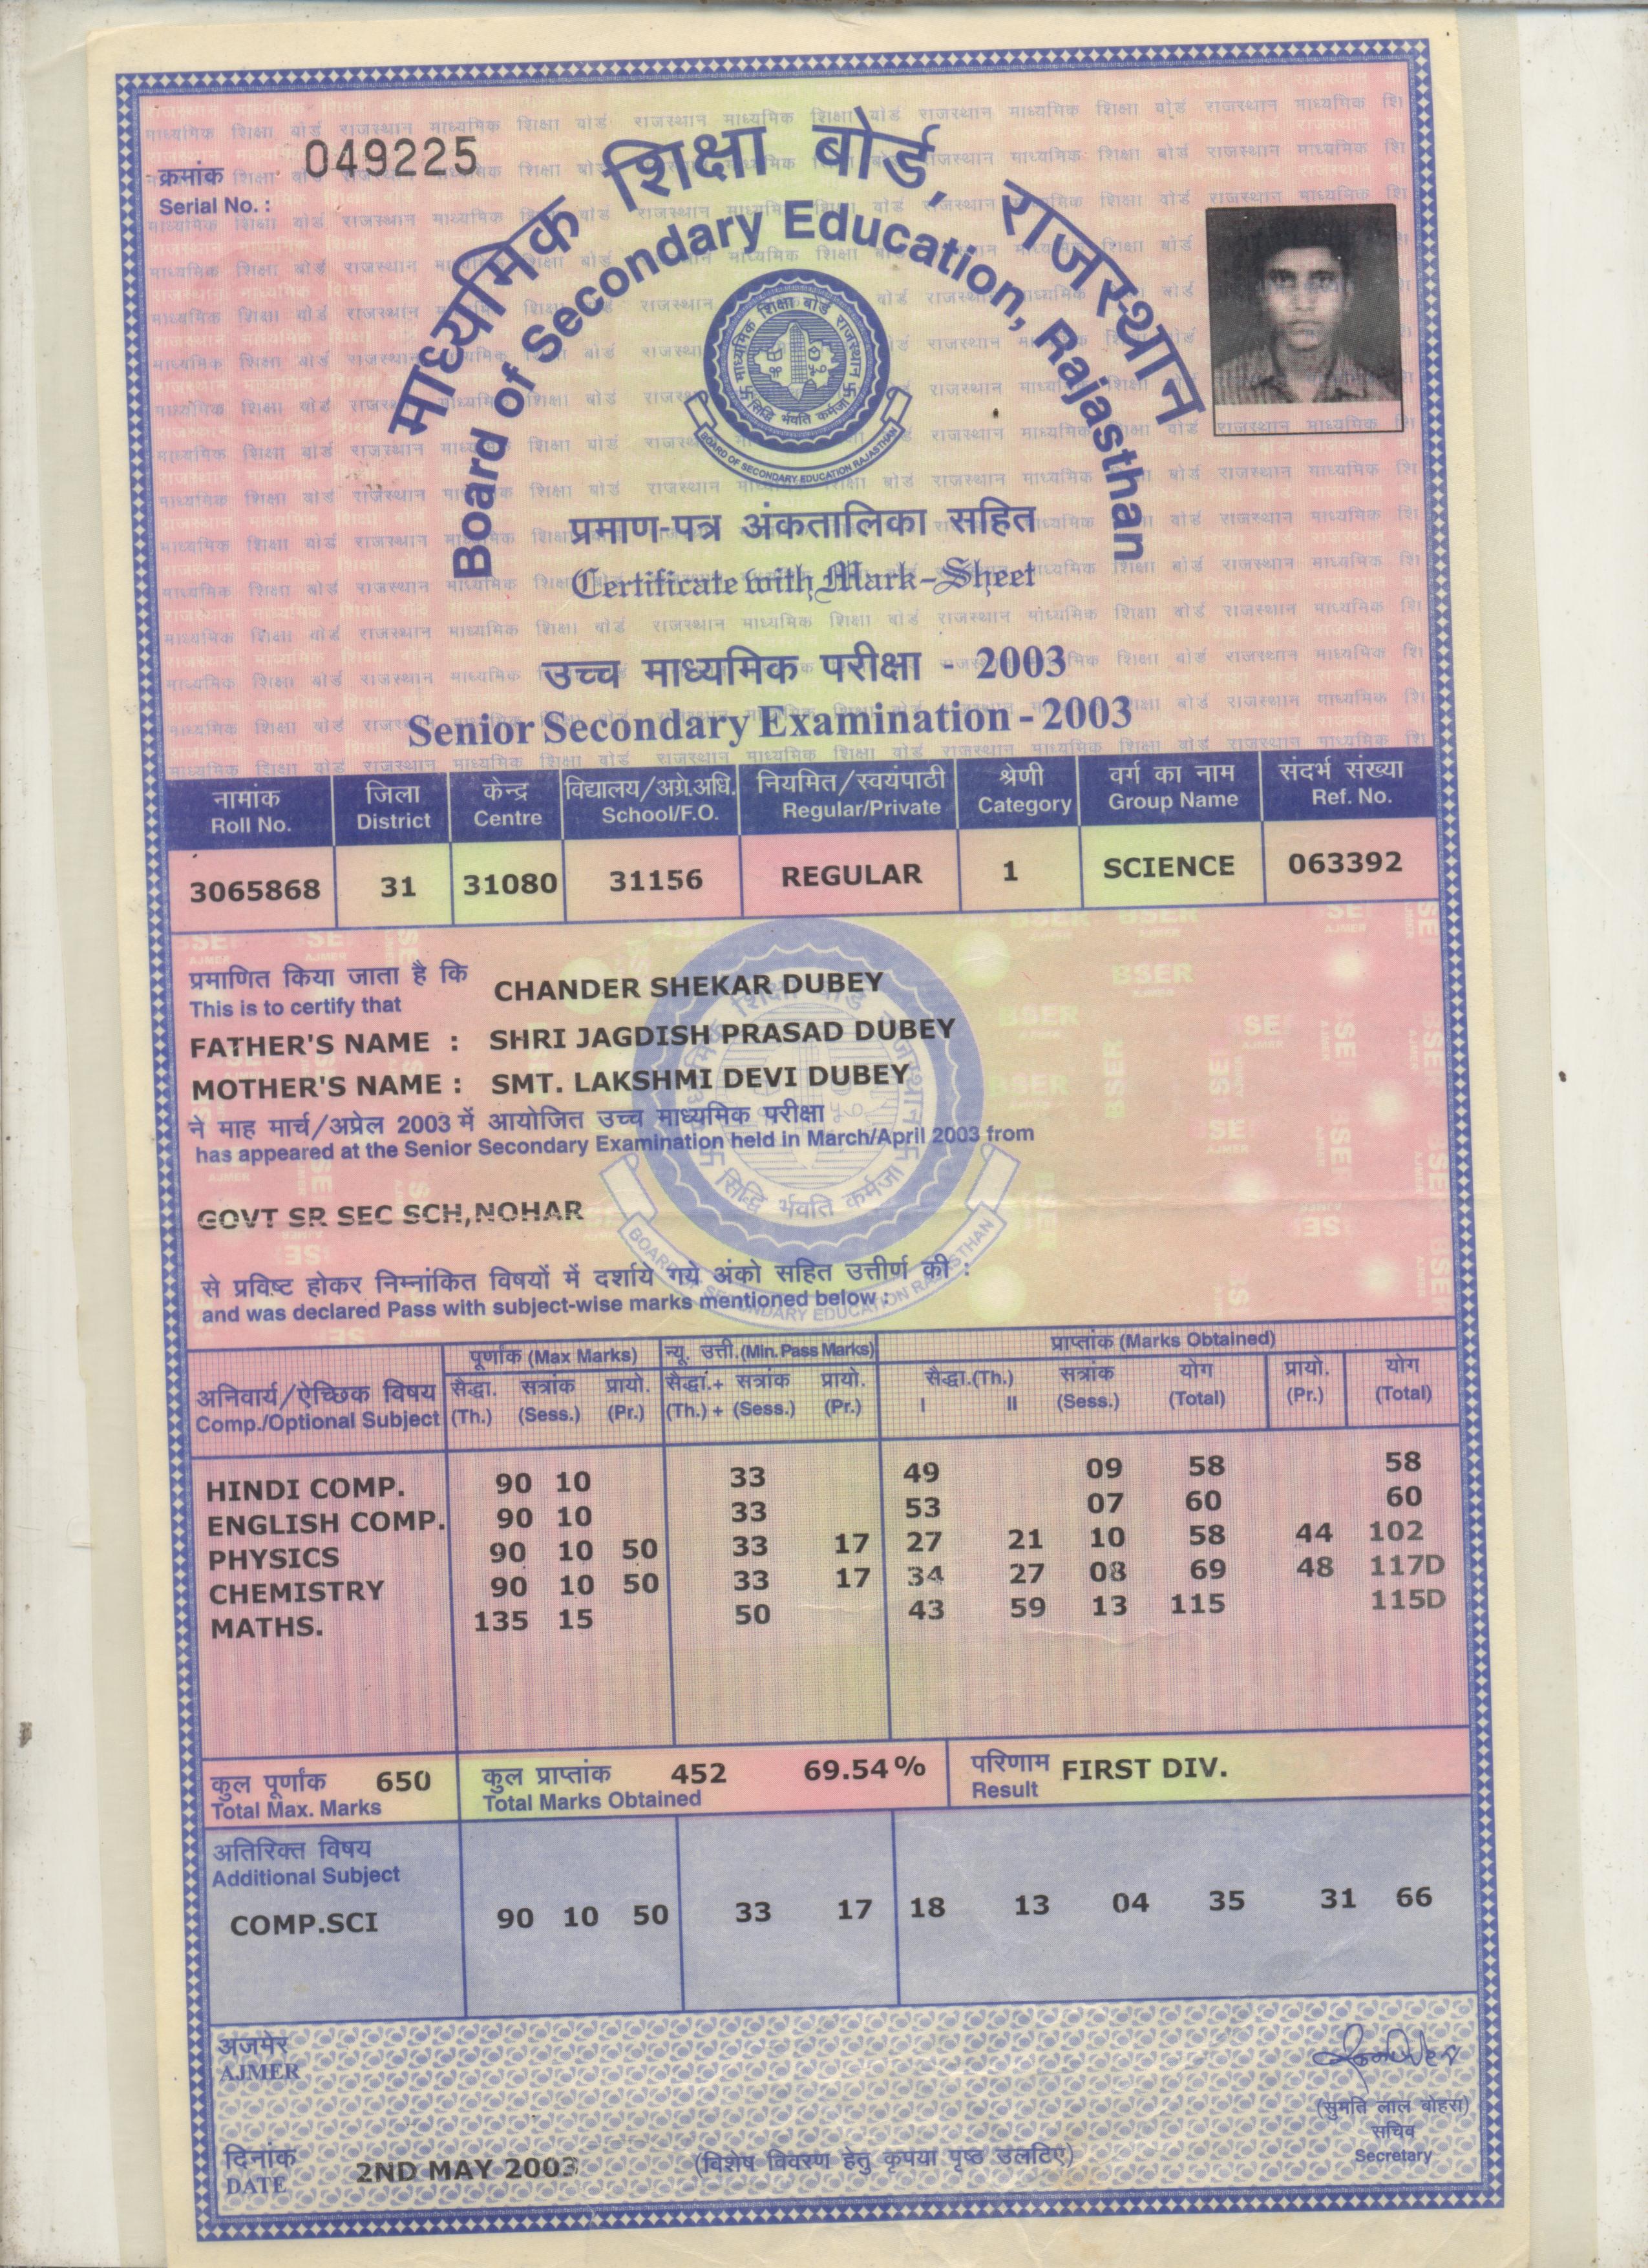 क्रमांक 049225
Serial No. :
माध्यमिक शिक्षा बोर्ड, राजस्थान
Board of Secondary Education, Rajasthan
माध्यमिक शिक्षा बोर्ड राजस्थान
सिद्धि र्भवति कर्मजा
BOARD OF SECONDARY EDUCATION RAJASTHAN
प्रमाण-पत्र अंकतालिका सहित
Certificate with Mark-Sheet
उच्च माध्यमिक परीक्षा - 2003
Senior Secondary Examination - 2003
नामांक जिला केन्द्र विद्यालय/अग्रे.अधि. नियमित/स्वयंपाठी श्रेणी वर्ग का नाम संदर्भ संख्या
Roll No. District Centre School/F.O. Regular/Private Category Group Name Ref. No.
3065868 31 31080 31156 REGULAR 1 SCIENCE 063392
प्रमाणित किया जाता है कि CHANDER SHEKAR DUBEY
This is to certify that
FATHER'S NAME : SHRI JAGDISH PRASAD DUBEY
MOTHER'S NAME : SMT. LAKSHMI DEVI DUBEY
ने माह मार्च/अप्रेल 2003 में आयोजित उच्च माध्यमिक परीक्षा
has appeared at the Senior Secondary Examination held in March/April 2003 from
GOVT SR SEC SCH,NOHAR
से प्रविष्ट होकर निम्नांकित विषयों में दर्शाये गये अंको सहित उत्तीर्ण की :
and was declared Pass with subject-wise marks mentioned below :
पूर्णांक (Max Marks) न्यू. उत्ती.(Min. Pass Marks) प्राप्तांक (Marks Obtained)
अनिवार्य/ऐच्छिक विषय सैद्धा. सत्रांक प्रायो. सैद्धां.+ सत्रांक प्रायो. सैद्धा.(Th.) सत्रांक योग प्रायो. योग
Comp./Optional Subject (Th.) (Sess.) (Pr.) (Th.) + (Sess.) (Pr.) I II (Sess.) (Total) (Pr.) (Total)
HINDI COMP. 90 10 33 49 09 58 58
ENGLISH COMP. 90 10 33 53 07 60 60
PHYSICS 90 10 50 33 17 27 21 10 58 44 102
CHEMISTRY 90 10 50 33 17 34 27 08 69 48 117D
MATHS. 135 15 50 43 59 13 115 115D
कुल पूर्णांक 650 कुल प्राप्तांक 452 69.54% परिणाम FIRST DIV.
Total Max. Marks Total Marks Obtained Result
अतिरिक्त विषय
Additional Subject
COMP.SCI 90 10 50 33 17 18 13 04 35 31 66
अजमेर
AJMER
(सुमति लाल बोहरा)
सचिव
Secretary
दिनांक
DATE 2ND MAY 2003 (विशेष विवरण हेतु कृपया पृष्ठ उलटिए)